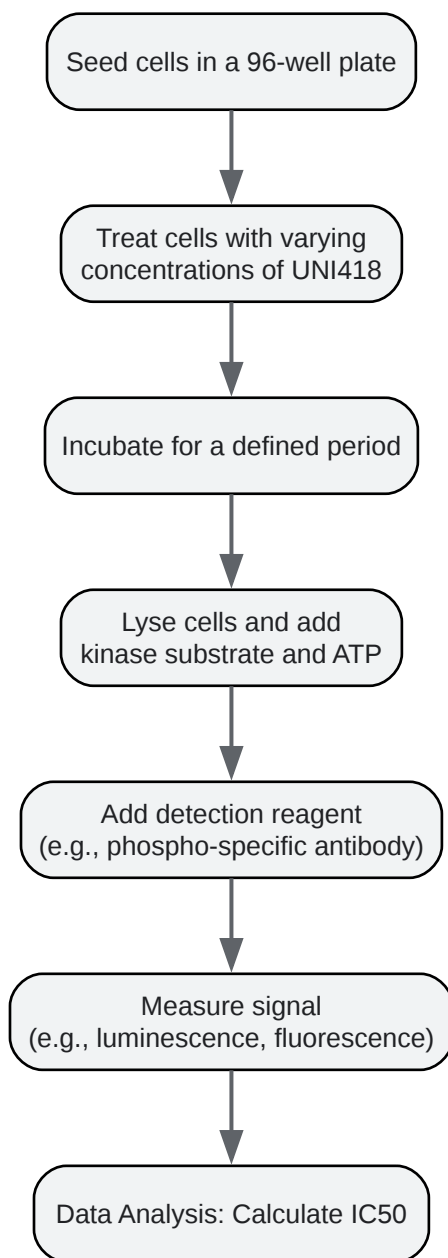 Seed cells in a 96-well plate
Treat cells with varying
concentrations of UNI418
Incubate for a defined period
Lyse cells and add
kinase substrate and ATP
Add detection reagent
(e.g., phospho-specific antibody)
Measure signal
(e.g., luminescence, fluorescence)
Data Analysis: Calculate IC50